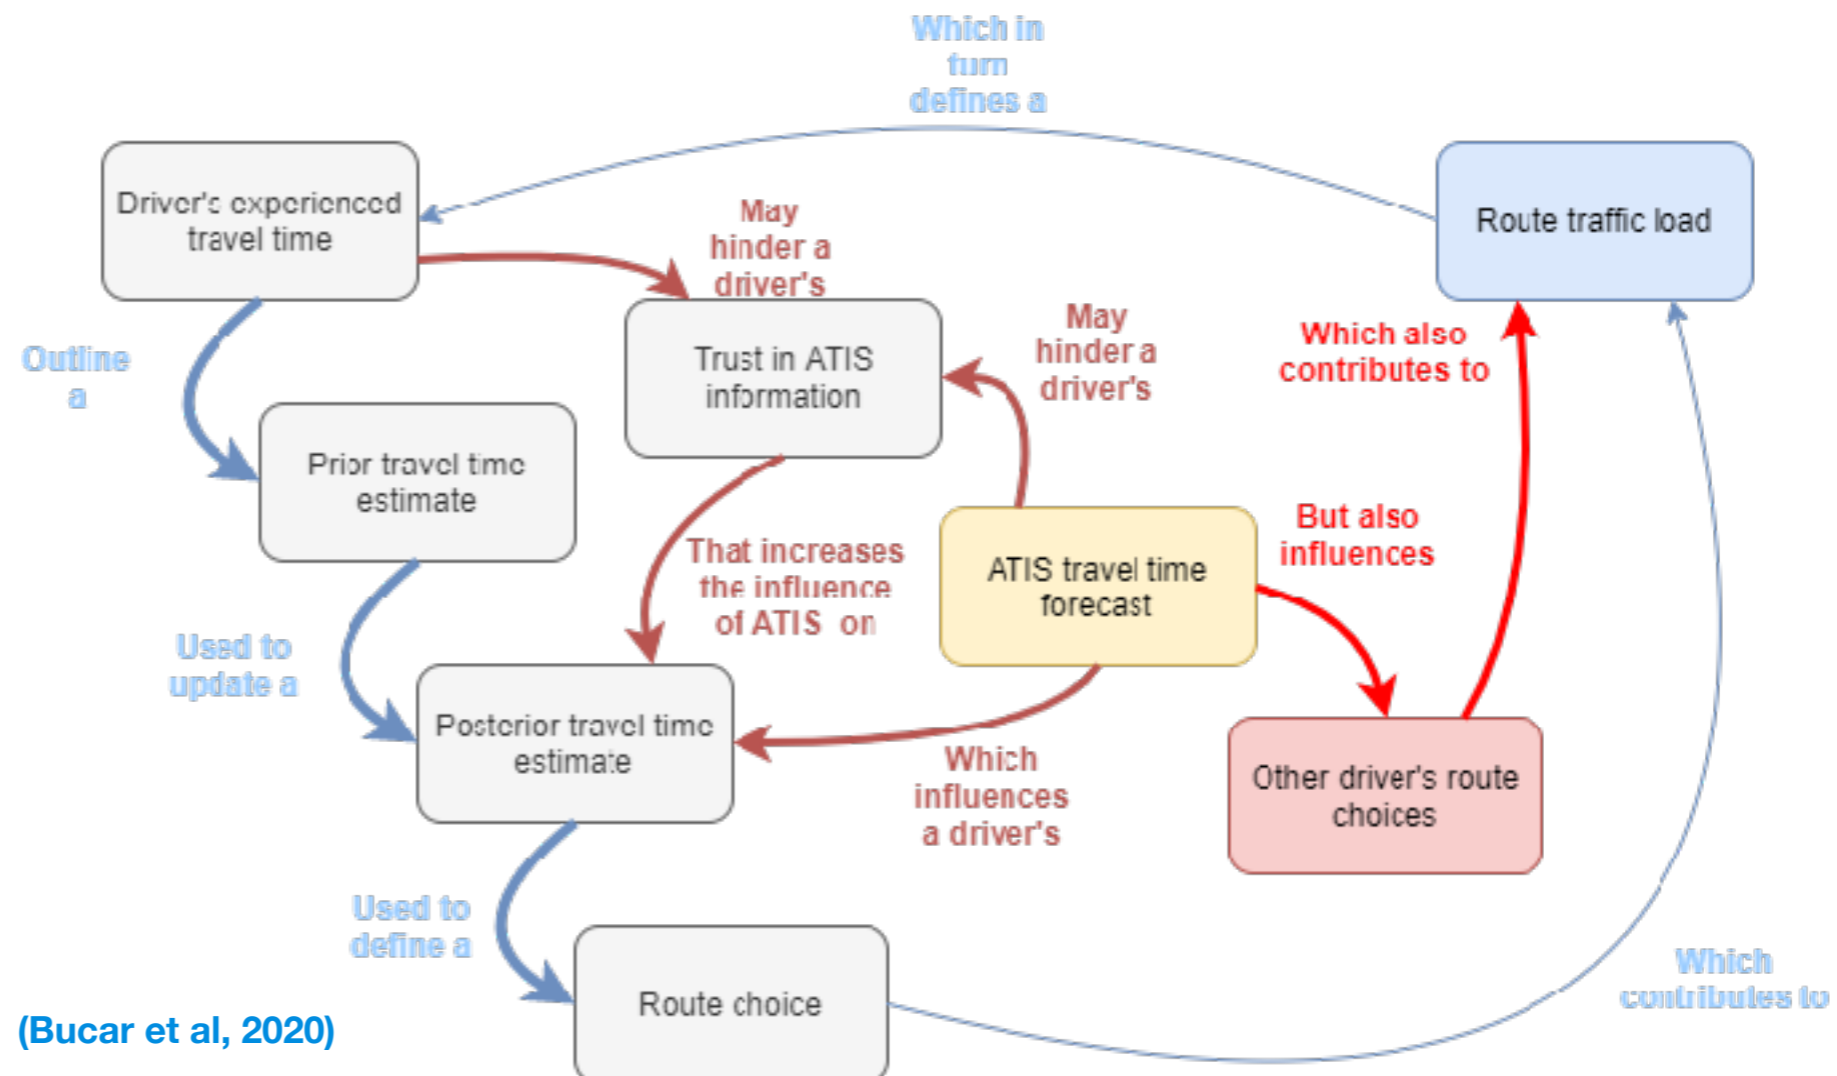 Which in
turn
defines a
Driver's experienced
travel time
May
hinder a
driver's
Route traffic load
Outline
a
Trust in ATIS
information
May
hinder a
driver's
Which also
contributes to
Prior travel time
estimate
That increases
the influence
of ATIS on
ATIS travel time
forecast
But also
influences
Used to
update a
Posterior travel time
estimate
Which
influences
a driver's
Other driver's route
choices
Used to
define a
Route choice
Which
contributes to
(Bucar et al, 2020)